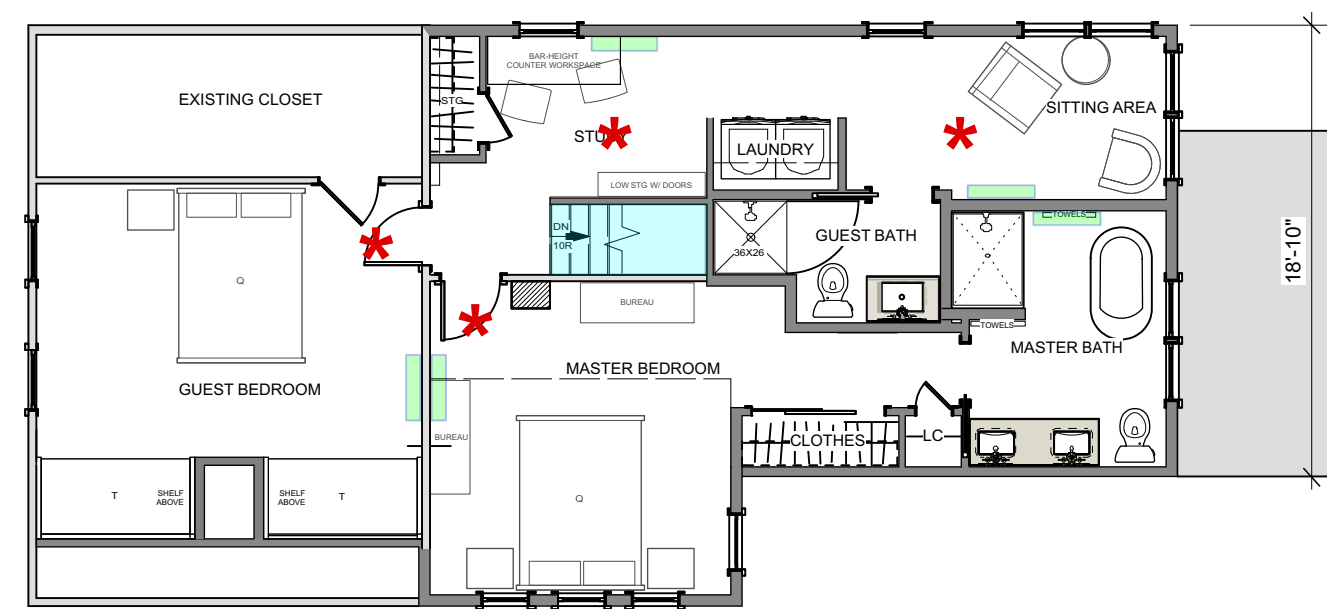 BAR-HEIGHT
COUNTER WORKSPACE
EXISTING CLOSET
STG
SITTING AREA
STUDY
LAUNDRY
LOW STG W/ DOORS
TOWELS
DN
10R
36X26
GUEST BATH
18'-10"
Q
BUREAU
TOWELS
MASTER BATH
MASTER BEDROOM
GUEST BEDROOM
BUREAU
CLOTHES
LC
T
SHELF
ABOVE
SHELF
ABOVE
T
Q